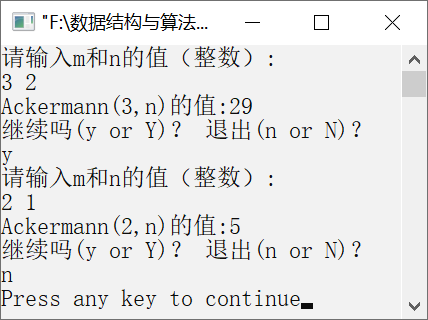 "F:\数据结构与算法...
请输入m和n的值（整数）:
3 2
Ackermann(3,n)的值:29
继续吗(y or Y)？ 退出(n or N)？
y
请输入m和n的值（整数）:
2 1
Ackermann(2,n)的值:5
继续吗(y or Y)？ 退出(n or N)？
n
Press any key to continue